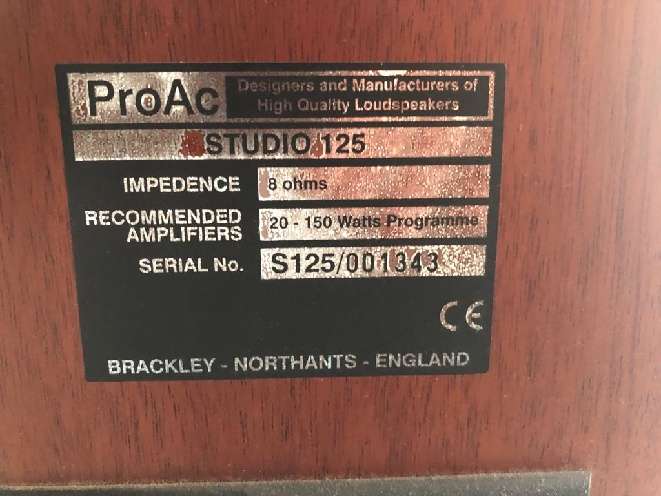 ProAc
Designers and Manufacturers of
High Quality Loudspeakers
STUDIO 125
IMPEDENCE 8 ohms
RECOMMENDED
AMPLIFIERS 20 - 150 Watts Programme
SERIAL No. S125/001343
CE
BRACKLEY - NORTHANTS - ENGLAND